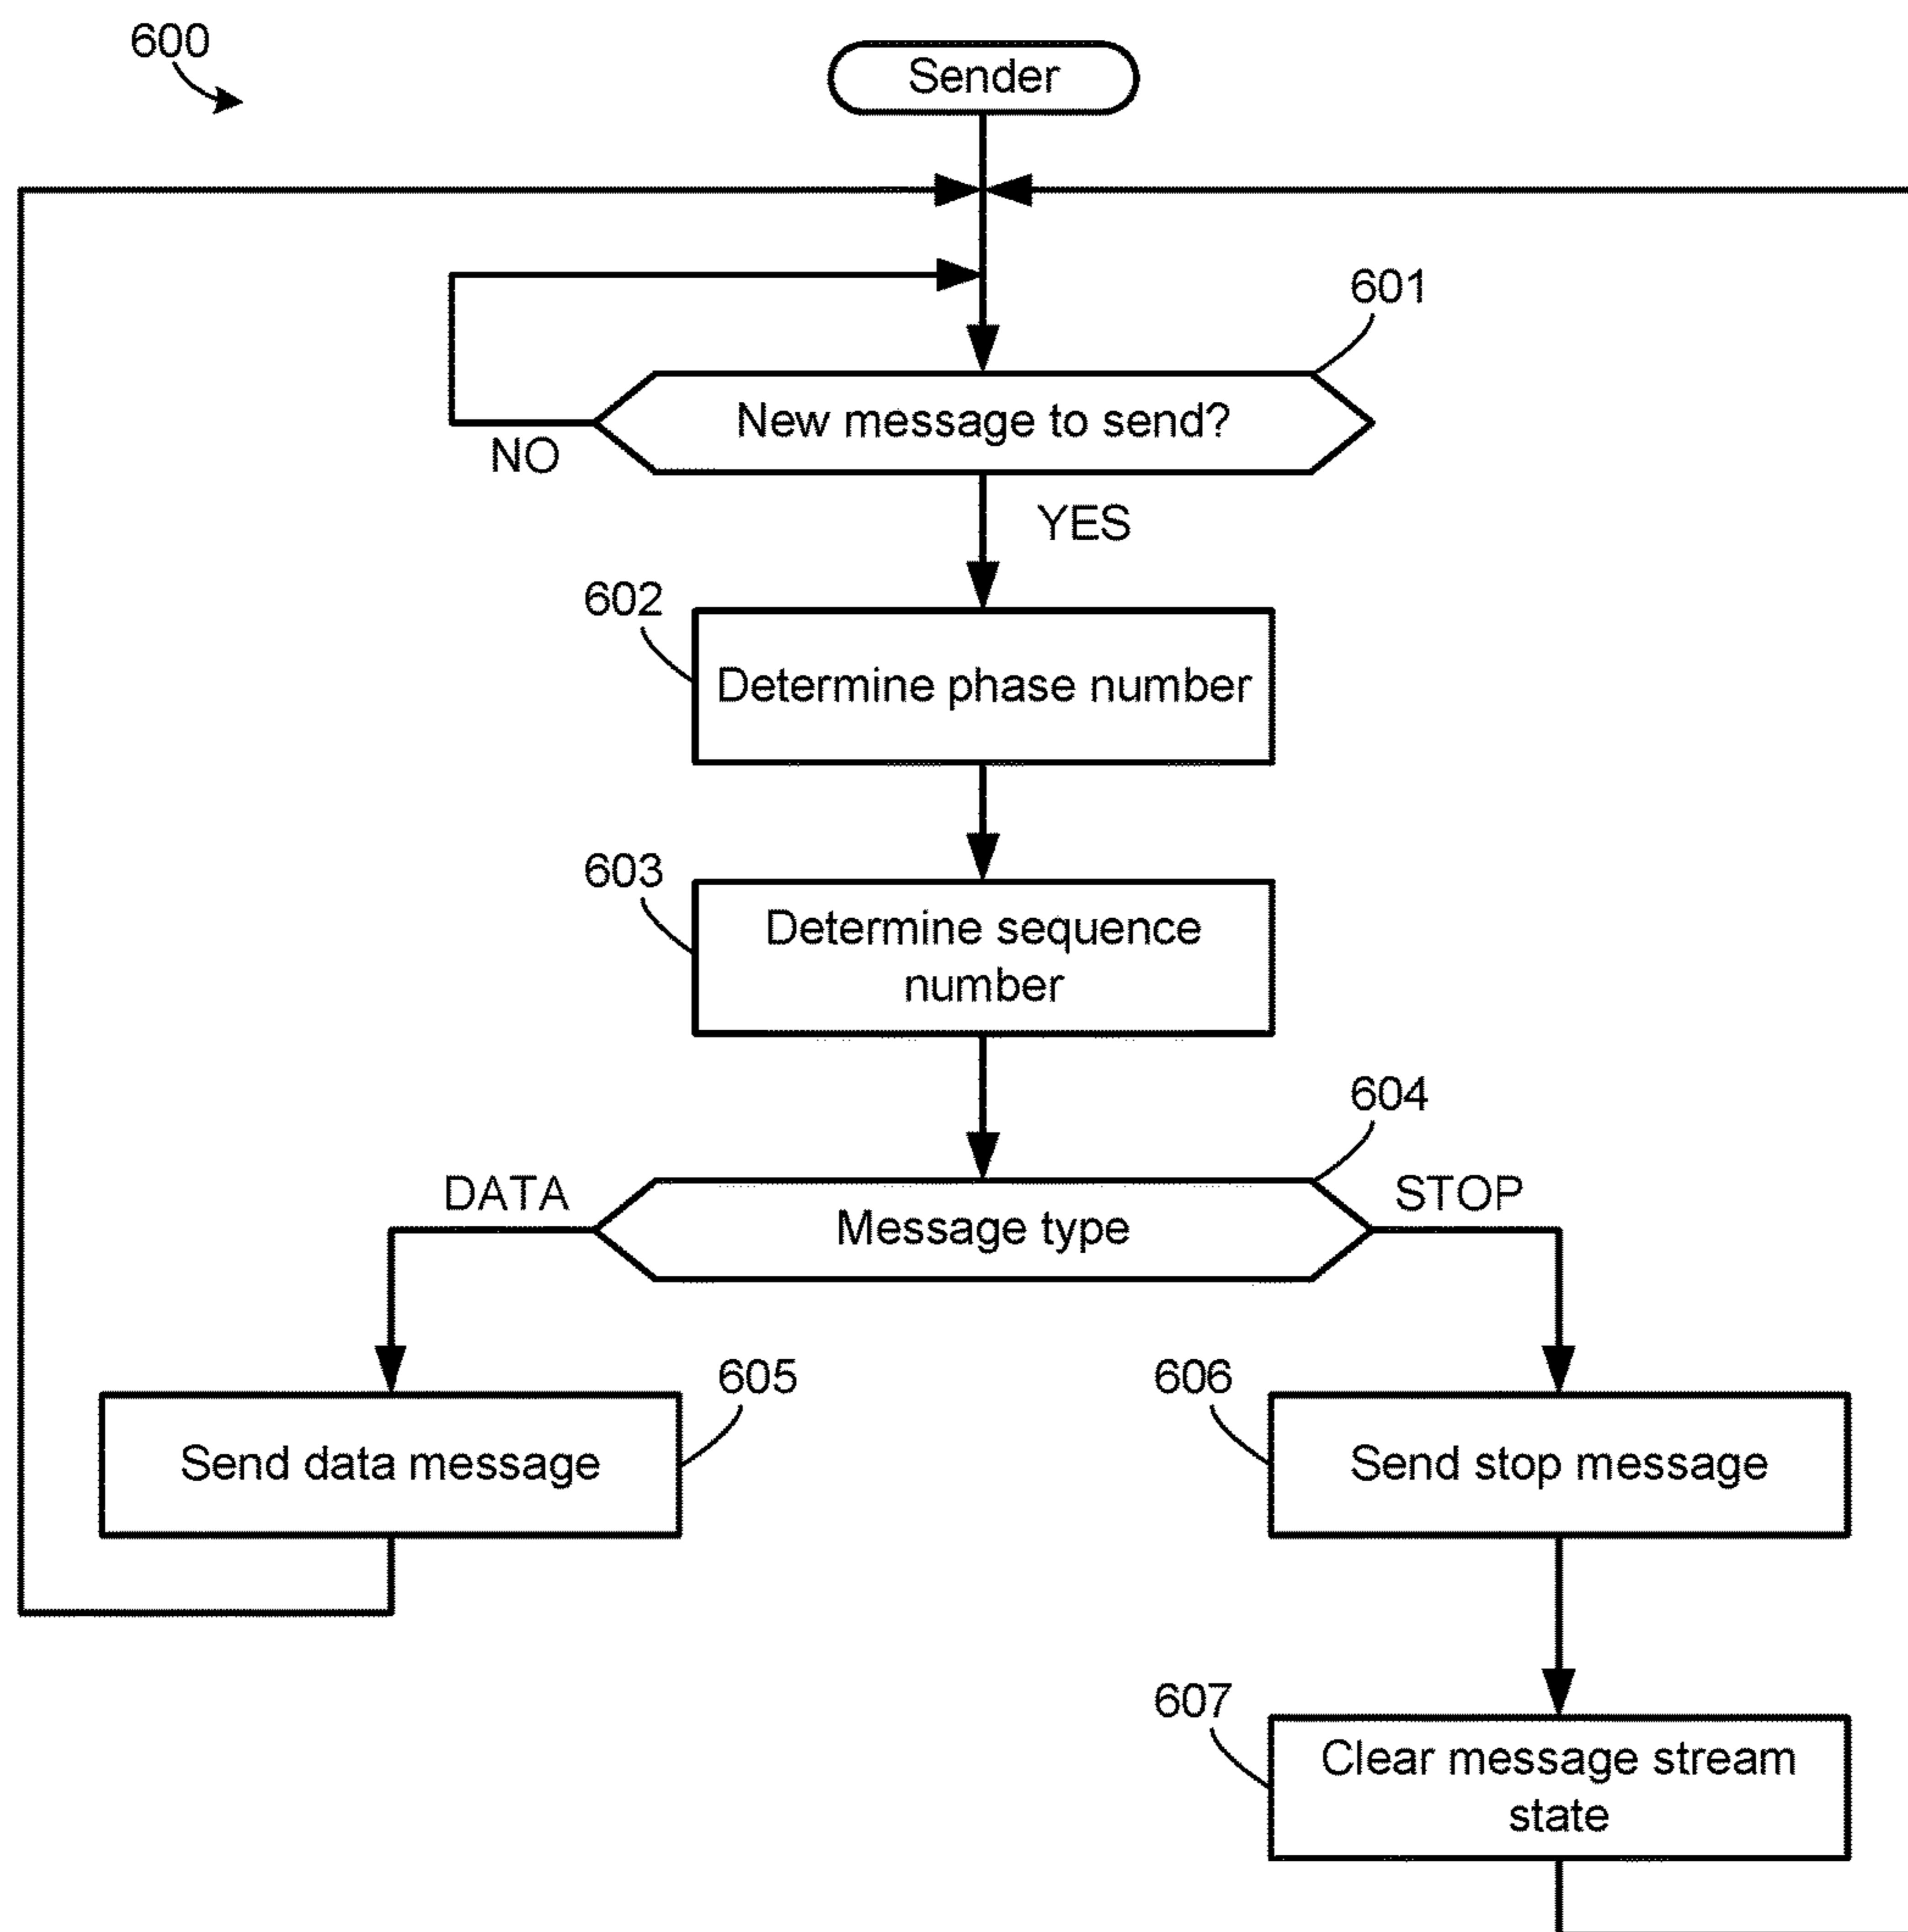 600
Sender
601
New message to send?
NO
YES
602
Determine phase number
603
Determine sequence
number
604
DATA
STOP
Message type
605
606
Send data message
Send stop message
607
Clear message stream
state